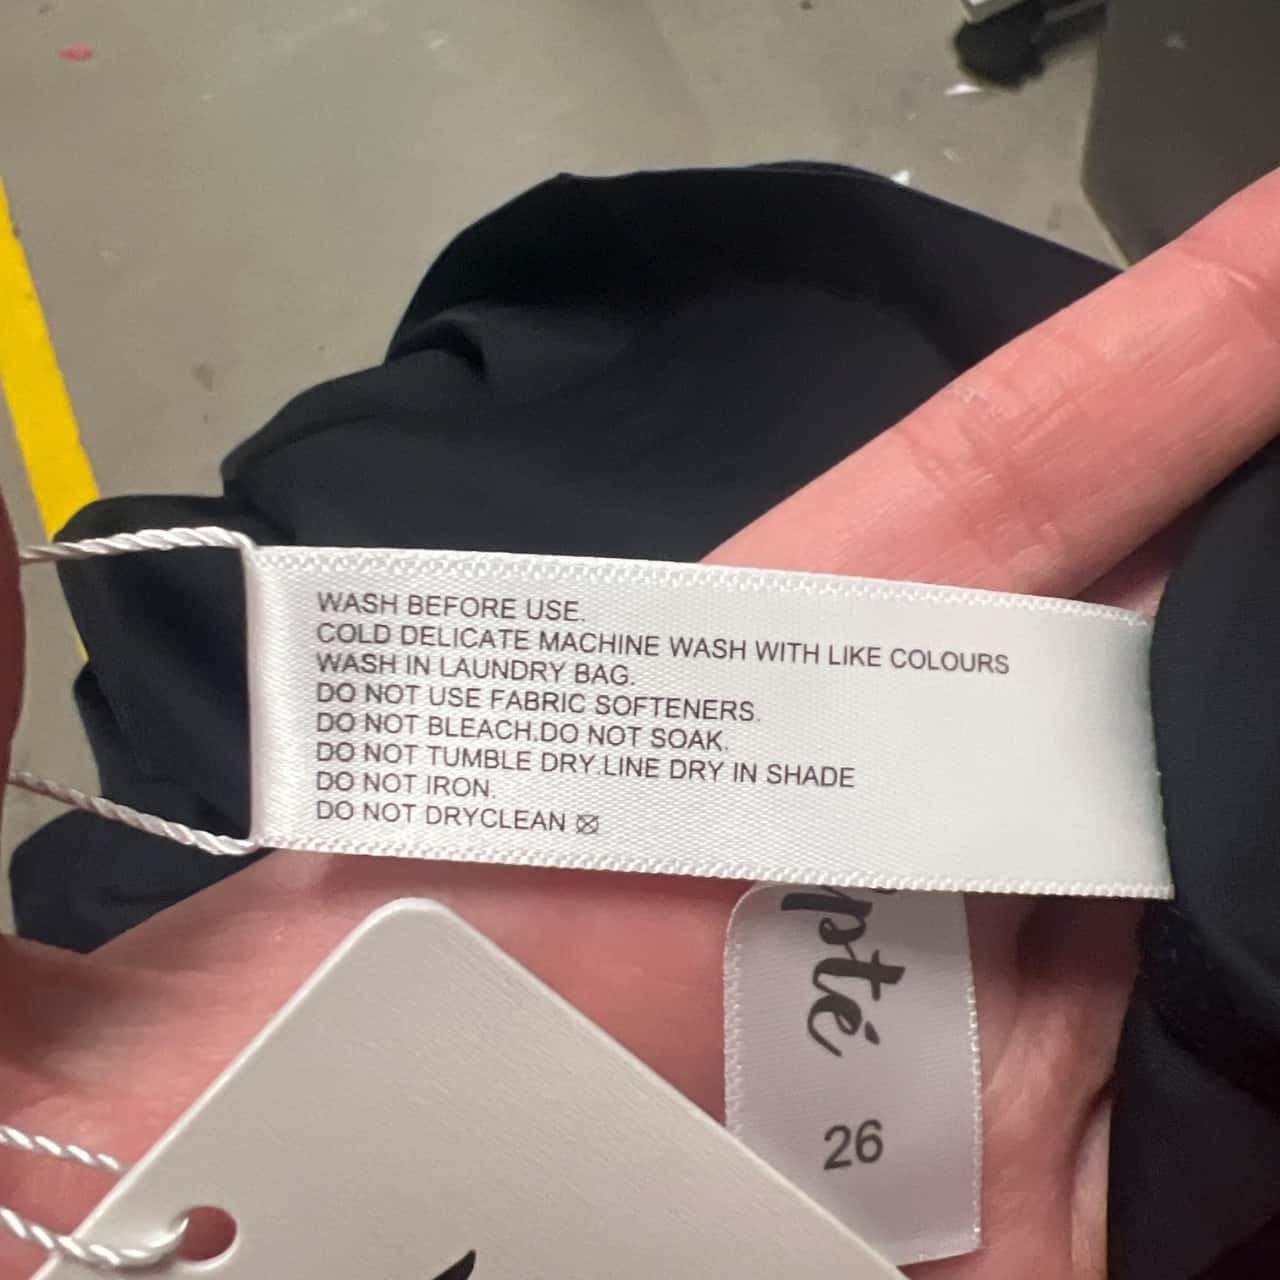 WASH BEFORE USE.
COLD DELICATE MACHINE WASH WITH LIKE COLOURS
WASH IN LAUNDRY BAG.
DO NOT USE FABRIC SOFTENERS.
DO NOT BLEACH.DO NOT SOAK.
DO NOT TUMBLE DRY.LINE DRY IN SHADE
DO NOT IRON.
DO NOT DRYCLEAN
pté
26